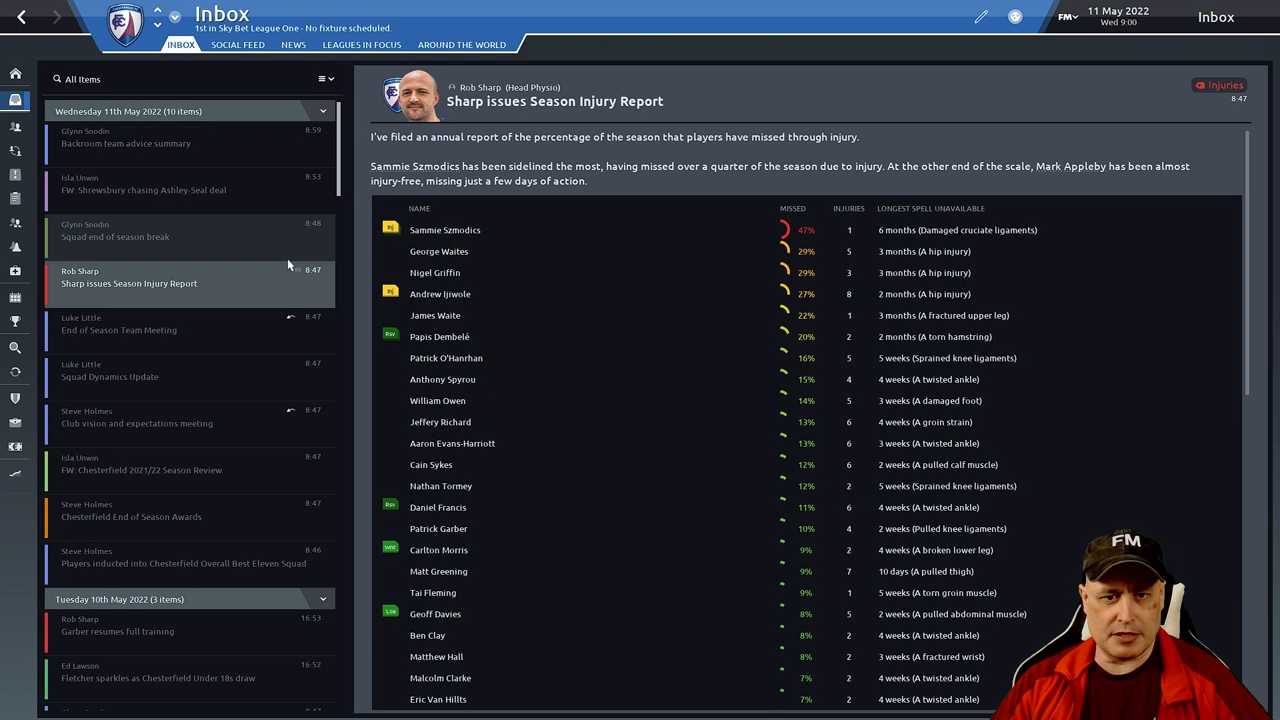 Inbox
1st in Sky Bet League One - No fixture scheduled.
FM
11 May 2022
Wed 9:00
Inbox
INBOX
SOCIAL FEED
NEWS
LEAGUES IN FOCUS
AROUND THE WORLD
All Items
Wednesday 11th May 2022 (10 items)
Glynn Snodin 8:59
Backroom team advice summary
Isla Unwin 8:53
FW: Shrewsbury chasing Ashley-Seal deal
Glynn Snodin 8:48
Squad end of season break
Rob Sharp 8:47
Sharp issues Season Injury Report
Luke Little 8:47
End of Season Team Meeting
Luke Little 8:47
Squad Dynamics Update
Steve Holmes 8:47
Club vision and expectations meeting
Isla Unwin 8:47
FW: Chesterfield 2021/22 Season Review
Steve Holmes 8:47
Chesterfield End of Season Awards
Steve Holmes 8:46
Players inducted into Chesterfield Overall Best Eleven Squad
Tuesday 10th May 2022 (3 items)
Rob Sharp 16:53
Garber resumes full training
Ed Lawson 16:52
Fletcher sparkles as Chesterfield Under 18s draw
Rob Sharp (Head Physio)
Sharp issues Season Injury Report
Injuries
8:47
I've filed an annual report of the percentage of the season that players have missed through injury.
Sammie Szmodics has been sidelined the most, having missed over a quarter of the season due to injury. At the other end of the scale, Mark Appleby has been almost
injury-free, missing just a few days of action.
NAME MISSED INJURIES LONGEST SPELL UNAVAILABLE
Inj Sammie Szmodics 47% 1 6 months (Damaged cruciate ligaments)
George Waites 29% 5 3 months (A hip injury)
Nigel Griffin 29% 3 3 months (A hip injury)
Inj Andrew Ijiwole 27% 8 2 months (A hip injury)
James Waite 22% 1 3 months (A fractured upper leg)
Rsv Papis Dembelé 20% 2 2 months (A torn hamstring)
Patrick O'Hanrhan 16% 5 5 weeks (Sprained knee ligaments)
Anthony Spyrou 15% 4 4 weeks (A twisted ankle)
William Owen 14% 5 3 weeks (A damaged foot)
Jeffery Richard 13% 6 4 weeks (A groin strain)
Aaron Evans-Harriott 13% 6 3 weeks (A twisted ankle)
Cain Sykes 12% 6 2 weeks (A pulled calf muscle)
Nathan Tormey 12% 2 5 weeks (Sprained knee ligaments)
Rsv Daniel Francis 11% 6 4 weeks (A twisted ankle)
Patrick Garber 10% 4 2 weeks (Pulled knee ligaments)
Wnt Carlton Morris 9% 2 4 weeks (A broken lower leg)
Matt Greening 9% 7 10 days (A pulled thigh)
Tai Fleming 9% 1 5 weeks (A torn groin muscle)
Loa Geoff Davies 8% 5 2 weeks (A pulled abdominal muscle)
Ben Clay 8% 2 4 weeks (A twisted ankle)
Matthew Hall 8% 2 3 weeks (A fractured wrist)
Malcolm Clarke 7% 2 4 weeks (A twisted ankle)
Eric Van Hillts 7% 2 4 weeks (A twisted ankle)
FM